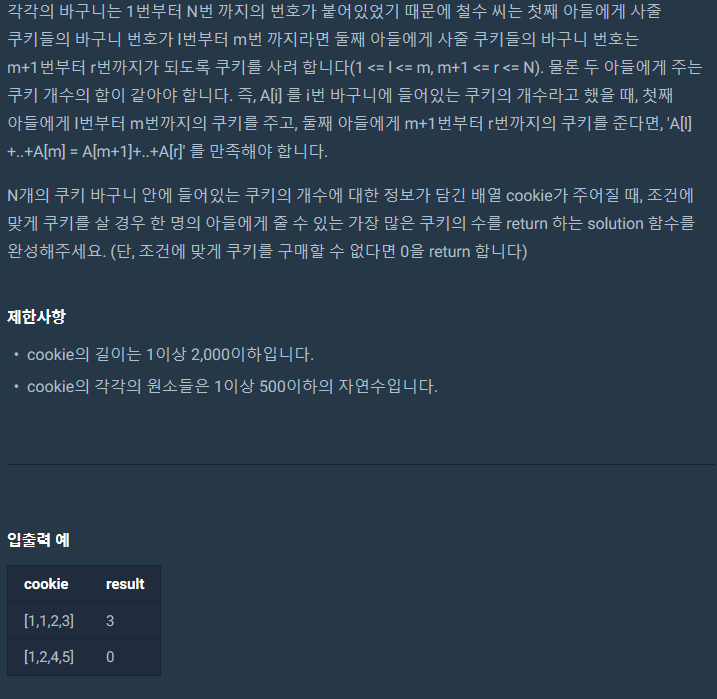 각각의 바구니는 1번부터 N번 까지의 번호가 붙어있었기 때문에 철수 씨는 첫째 아들에게 사줄
쿠키들의 바구니 번호가 l번부터 m번 까지라면 둘째 아들에게 사줄 쿠키들의 바구니 번호는
m+1번부터 r번까지가 되도록 쿠키를 사려 합니다(1 <= l <= m, m+1 <= r <= N). 물론 두 아들에게 주는
쿠키 개수의 합이 같아야 합니다. 즉, A[i] 를 i번 바구니에 들어있는 쿠키의 개수라고 했을 때, 첫째
아들에게 l번부터 m번까지의 쿠키를 주고, 둘째 아들에게 m+1번부터 r번까지의 쿠키를 준다면, 'A[l]
+..+A[m] = A[m+1]+..+A[r]' 를 만족해야 합니다.
N개의 쿠키 바구니 안에 들어있는 쿠키의 개수에 대한 정보가 담긴 배열 cookie가 주어질 때, 조건에
맞게 쿠키를 살 경우 한 명의 아들에게 줄 수 있는 가장 많은 쿠키의 수를 return 하는 solution 함수를
완성해주세요. (단, 조건에 맞게 쿠키를 구매할 수 없다면 0을 return 합니다)
제한사항
• cookie의 길이는 1이상 2,000이하입니다.
• cookie의 각각의 원소들은 1이상 500이하의 자연수입니다.
입출력 예
cookie result
[1,1,2,3] 3
[1,2,4,5] 0